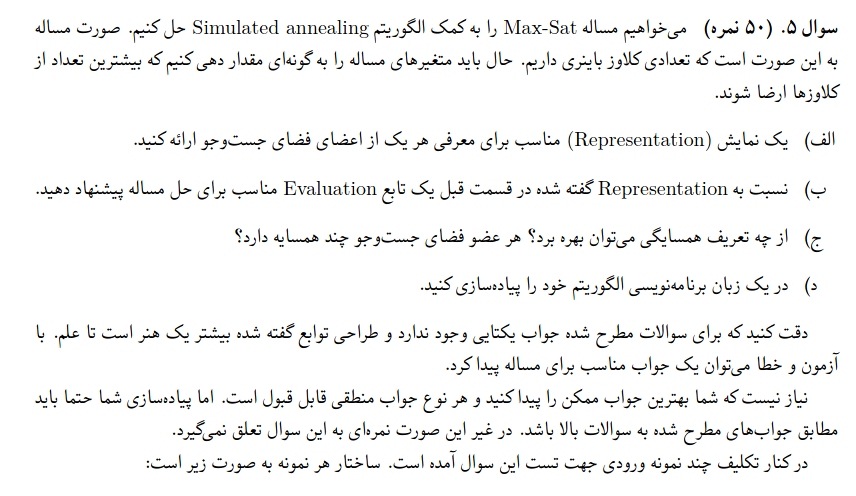 سوال ۵. (۵۰ نمره) می‌خواهیم مساله Max-Sat را به کمک الگوریتم Simulated annealing حل کنیم. صورت مساله
به این صورت است که تعدادی کلاوز باینری داریم. حال باید متغیرهای مساله را به گونه‌ای مقدار دهی کنیم که بیشترین تعداد از
کلاوزها ارضا شوند.
الف) یک نمایش (Representation) مناسب برای معرفی هر یک از اعضای فضای جست‌وجو ارائه کنید.
ب) نسبت به Representation گفته شده در قسمت قبل یک تابع Evaluation مناسب برای حل مساله پیشنهاد دهید.
ج) از چه تعریف همسایگی می‌توان بهره برد؟ هر عضو فضای جست‌وجو چند همسایه دارد؟
د) در یک زبان برنامه‌نویسی الگوریتم خود را پیاده‌سازی کنید.
دقت کنید که برای سوالات مطرح شده جواب یکتایی وجود ندارد و طراحی توابع گفته شده بیشتر یک هنر است تا علم. با
آزمون و خطا می‌توان یک جواب مناسب برای مساله پیدا کرد.
نیاز نیست که شما بهترین جواب ممکن را پیدا کنید و هر نوع جواب منطقی قابل قبول است. اما پیاده‌سازی شما حتما باید
مطابق جواب‌های مطرح شده به سوالات بالا باشد. در غیر این صورت نمره‌ای به این سوال تعلق نمی‌گیرد.
در کنار تکلیف چند نمونه ورودی جهت تست این سوال آمده است. ساختار هر نمونه به صورت زیر است: